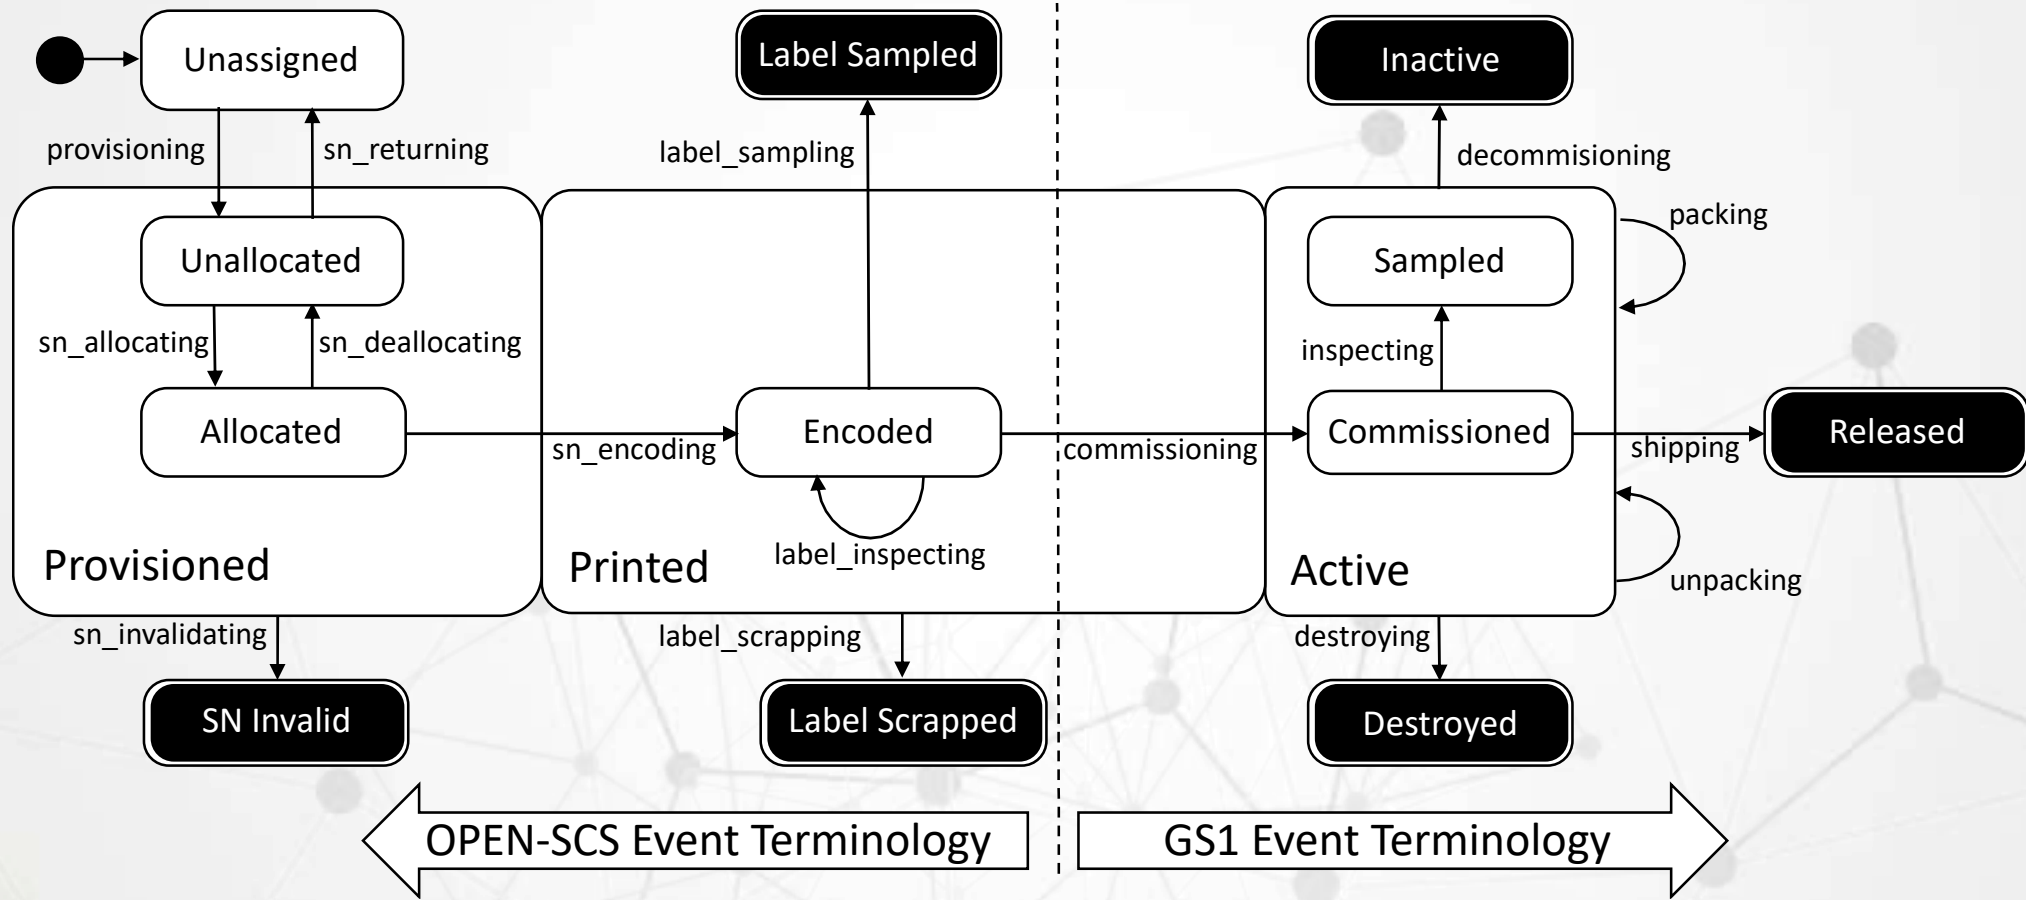 Unassigned
Label Sampled
Inactive
provisioning
sn_returning
label_sampling
decommisioning
packing
Unallocated
Sampled
sn_allocating
sn_deallocating
inspecting
Allocated
Encoded
Commissioned
Released
sn_encoding
commissioning
shipping
label_inspecting
Provisioned
Printed
Active
unpacking
sn_invalidating
label_scrapping
destroying
SN Invalid
Label Scrapped
Destroyed
OPEN-SCS Event Terminology
GS1 Event Terminology